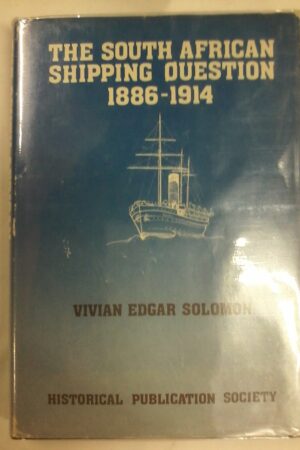 THE SOUTH AFRICAN
SHIPPING QUESTION
1886-1914
VIVIAN EDGAR SOLOMON
HISTORICAL PUBLICATION SOCIETY